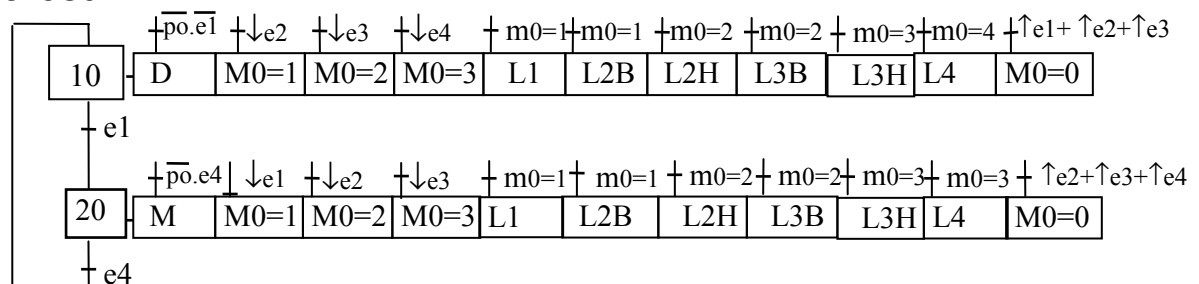 p̅o̅.e̅1̅ ↓e2 ↓e3 ↓e4 m0=1 m0=1 m0=2 m0=2 m0=3 m0=4 ↑e1+ ↑e2+↑e3
10 D M0=1 M0=2 M0=3 L1 L2B L2H L3B L3H L4 M0=0
e1
p̅o̅.e4 ↓e1 ↓e2 ↓e3 m0=1 m0=1 m0=2 m0=2 m0=3 m0=3 ↑e2+↑e3+↑e4
20 M M0=1 M0=2 M0=3 L1 L2B L2H L3B L3H L4 M0=0
e4